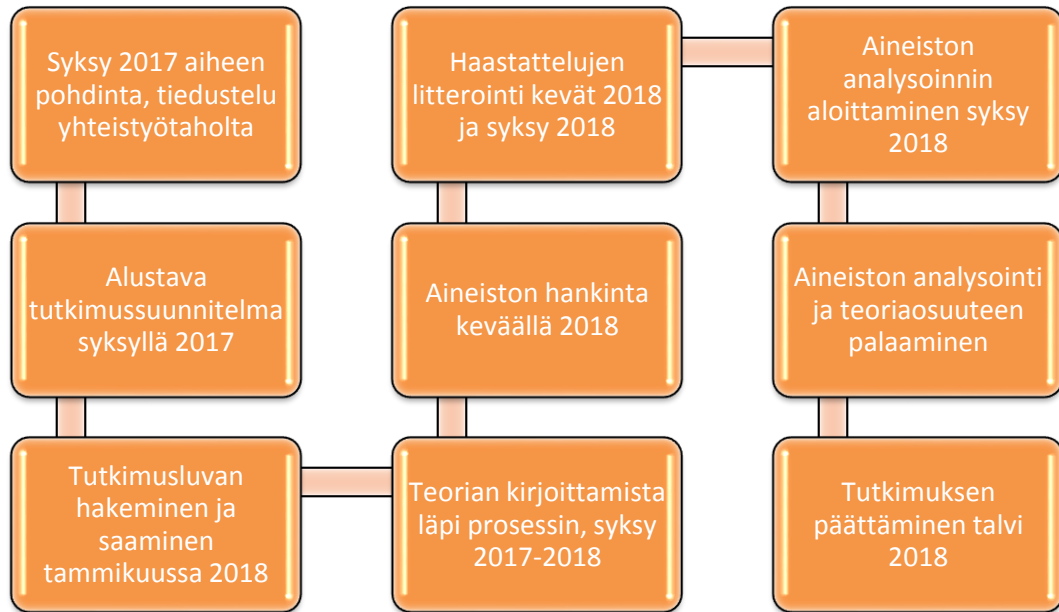 Syksy 2017 aiheen
pohdinta, tiedustelu
yhteistyötaholta
Alustava
tutkimussuunnitelma
syksyllä 2017
Tutkimusluvan
hakeminen ja
saaminen
tammikuussa 2018
Teorian kirjoittamista
läpi prosessin, syksy
2017-2018
Aineiston hankinta
keväällä 2018
Haastattelujen
litterointi kevät 2018
ja syksy 2018
Aineiston
analysoinnin
aloittaminen syksy
2018
Aineiston analysointi
ja teoriaosuuteen
palaaminen
Tutkimuksen
päättäminen talvi
2018